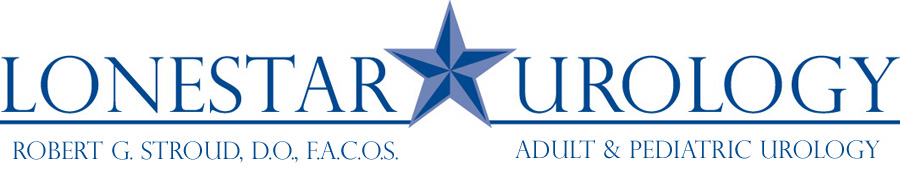 LONESTAR UROLOGY
ROBERT G. STROUD, D.O., F.A.C.O.S. ADULT & PEDIATRIC UROLOGY